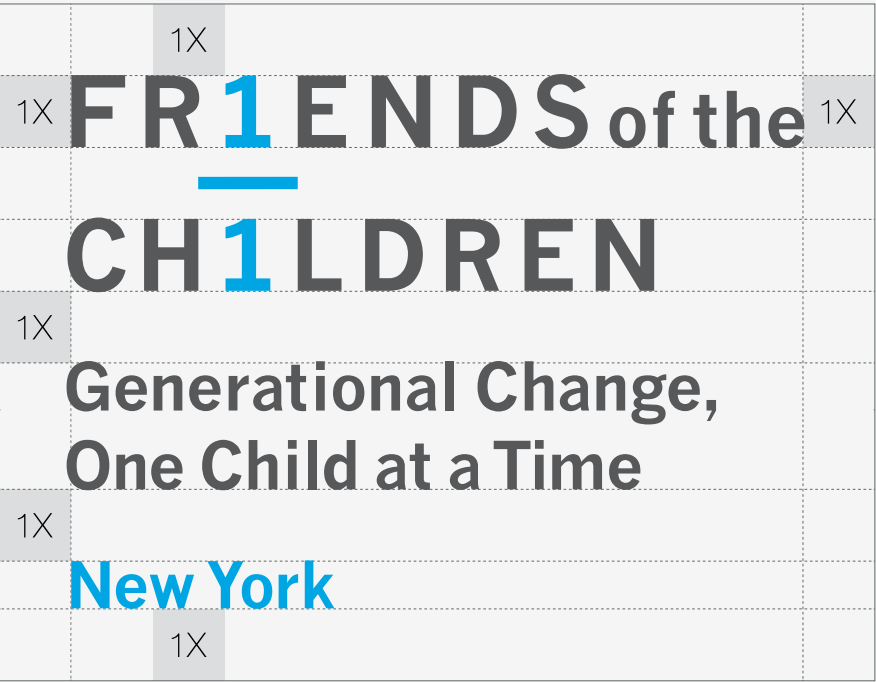 1X
1X FR1ENDS of the 1X
CH1LDREN
1X
Generational Change,
One Child at a Time
1X
New York
1X